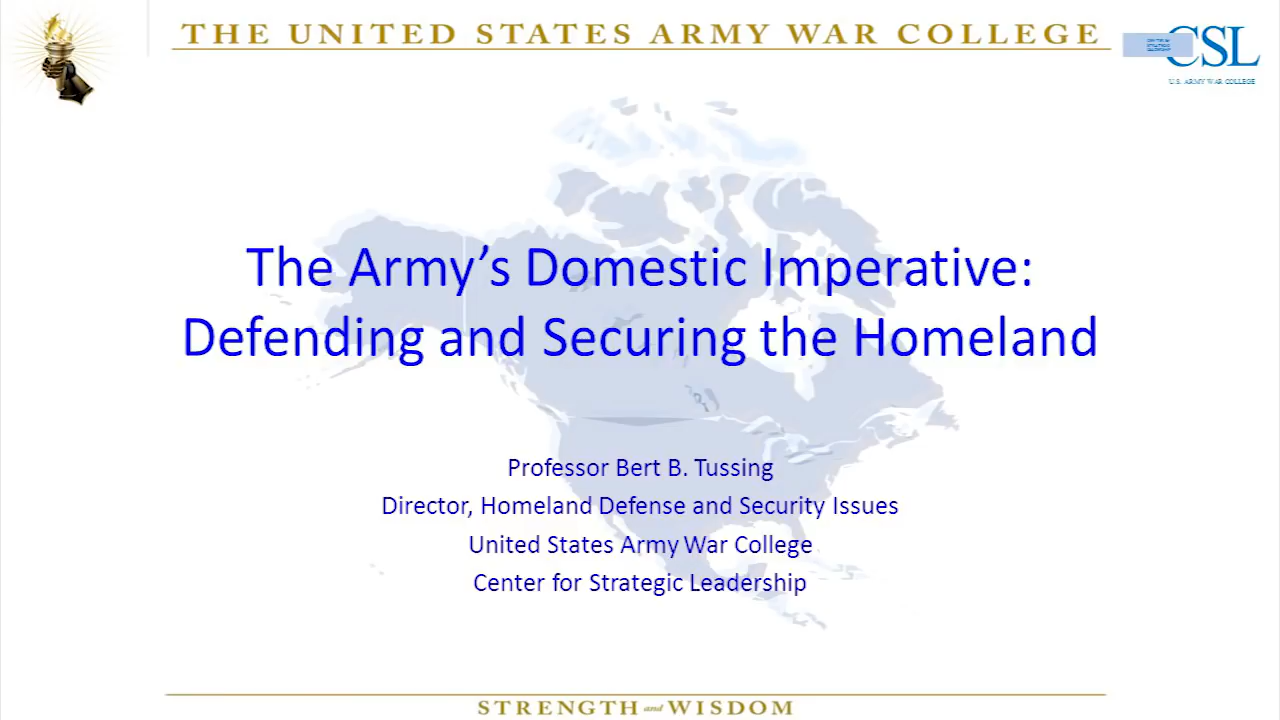 THE UNITED STATES ARMY WAR COLLEGE
CSL
U.S. ARMY WAR COLLEGE
The Army’s Domestic Imperative:
Defending and Securing the Homeland
Professor Bert B. Tussing
Director, Homeland Defense and Security Issues
United States Army War College
Center for Strategic Leadership
STRENGTH and WISDOM